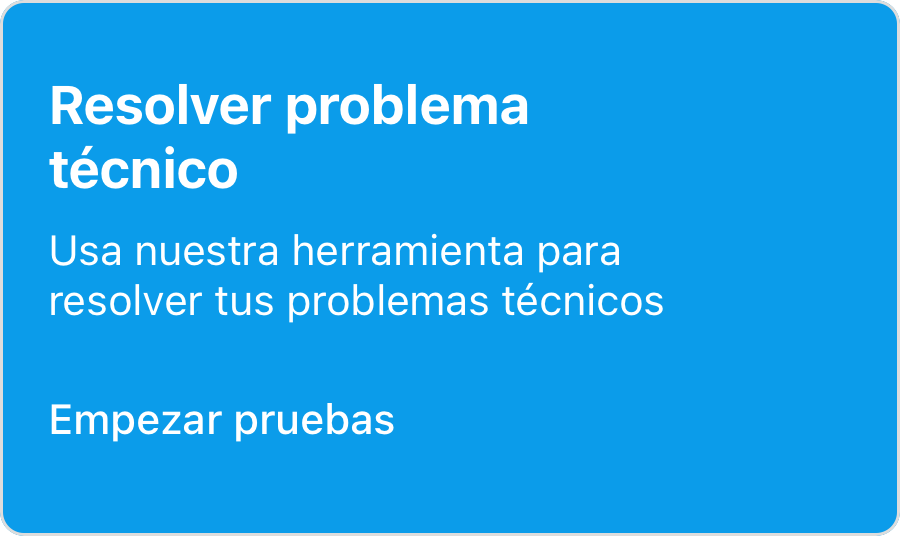 Resolver problema
técnico
Usa nuestra herramienta para
resolver tus problemas técnicos
Empezar pruebas